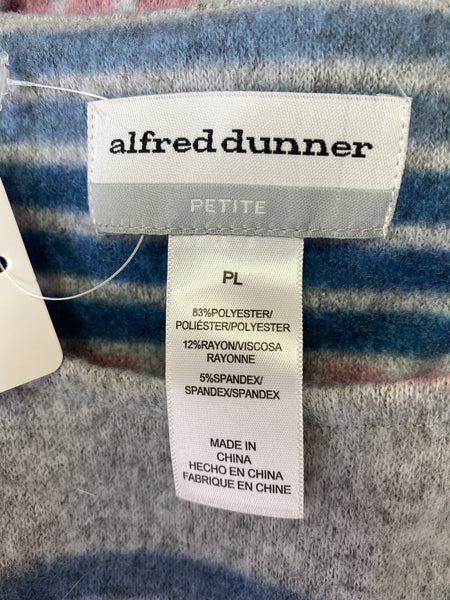 alfred dunner
PETITE
PL
83%POLYESTER/
POLIÉSTER/POLYESTER
12%RAYON/VISCOSA
RAYONNE
5%SPANDEX/
SPANDEX/SPANDEX
MADE IN
CHINA
HECHO EN CHINA
FABRIQUE EN CHINE